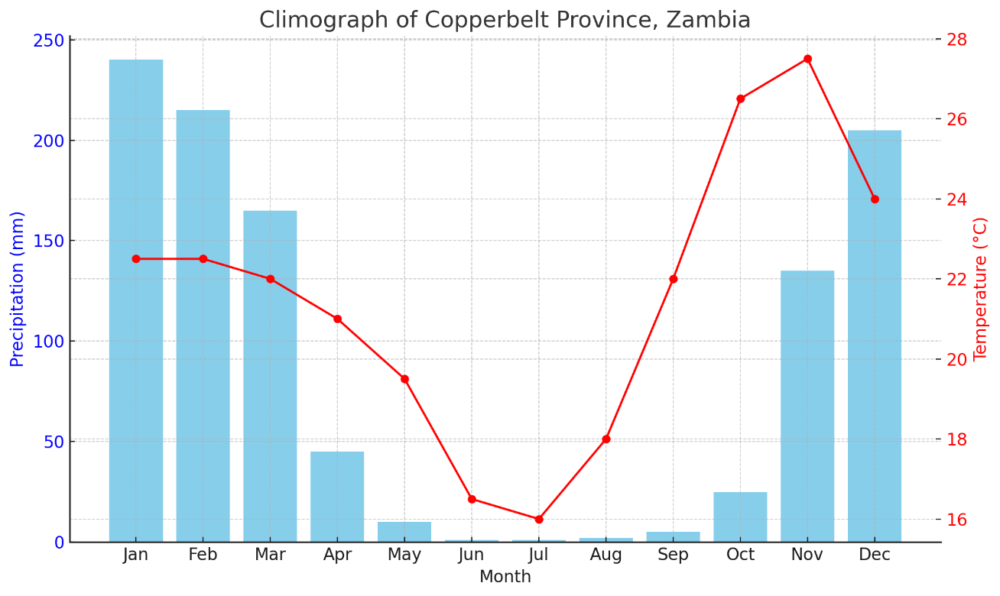 Climograph of Copperbelt Province, Zambia
Precipitation (mm)
250
200
150
100
50
0
28
26
24
22
20
18
16
Temperature (°C)
Jan Feb Mar Apr May Jun Jul Aug Sep Oct Nov Dec
Month